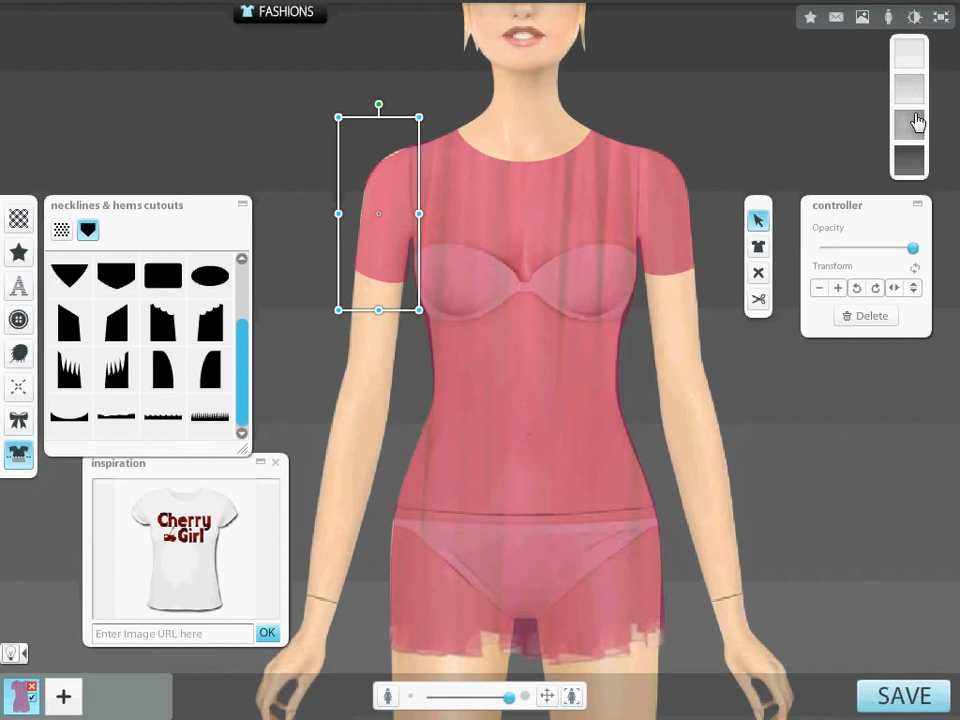 FASHIONS
necklines & hems cutouts
controller
Opacity
Transform
Delete
inspiration
Cherry
Girl
Enter Image URL here
OK
SAVE